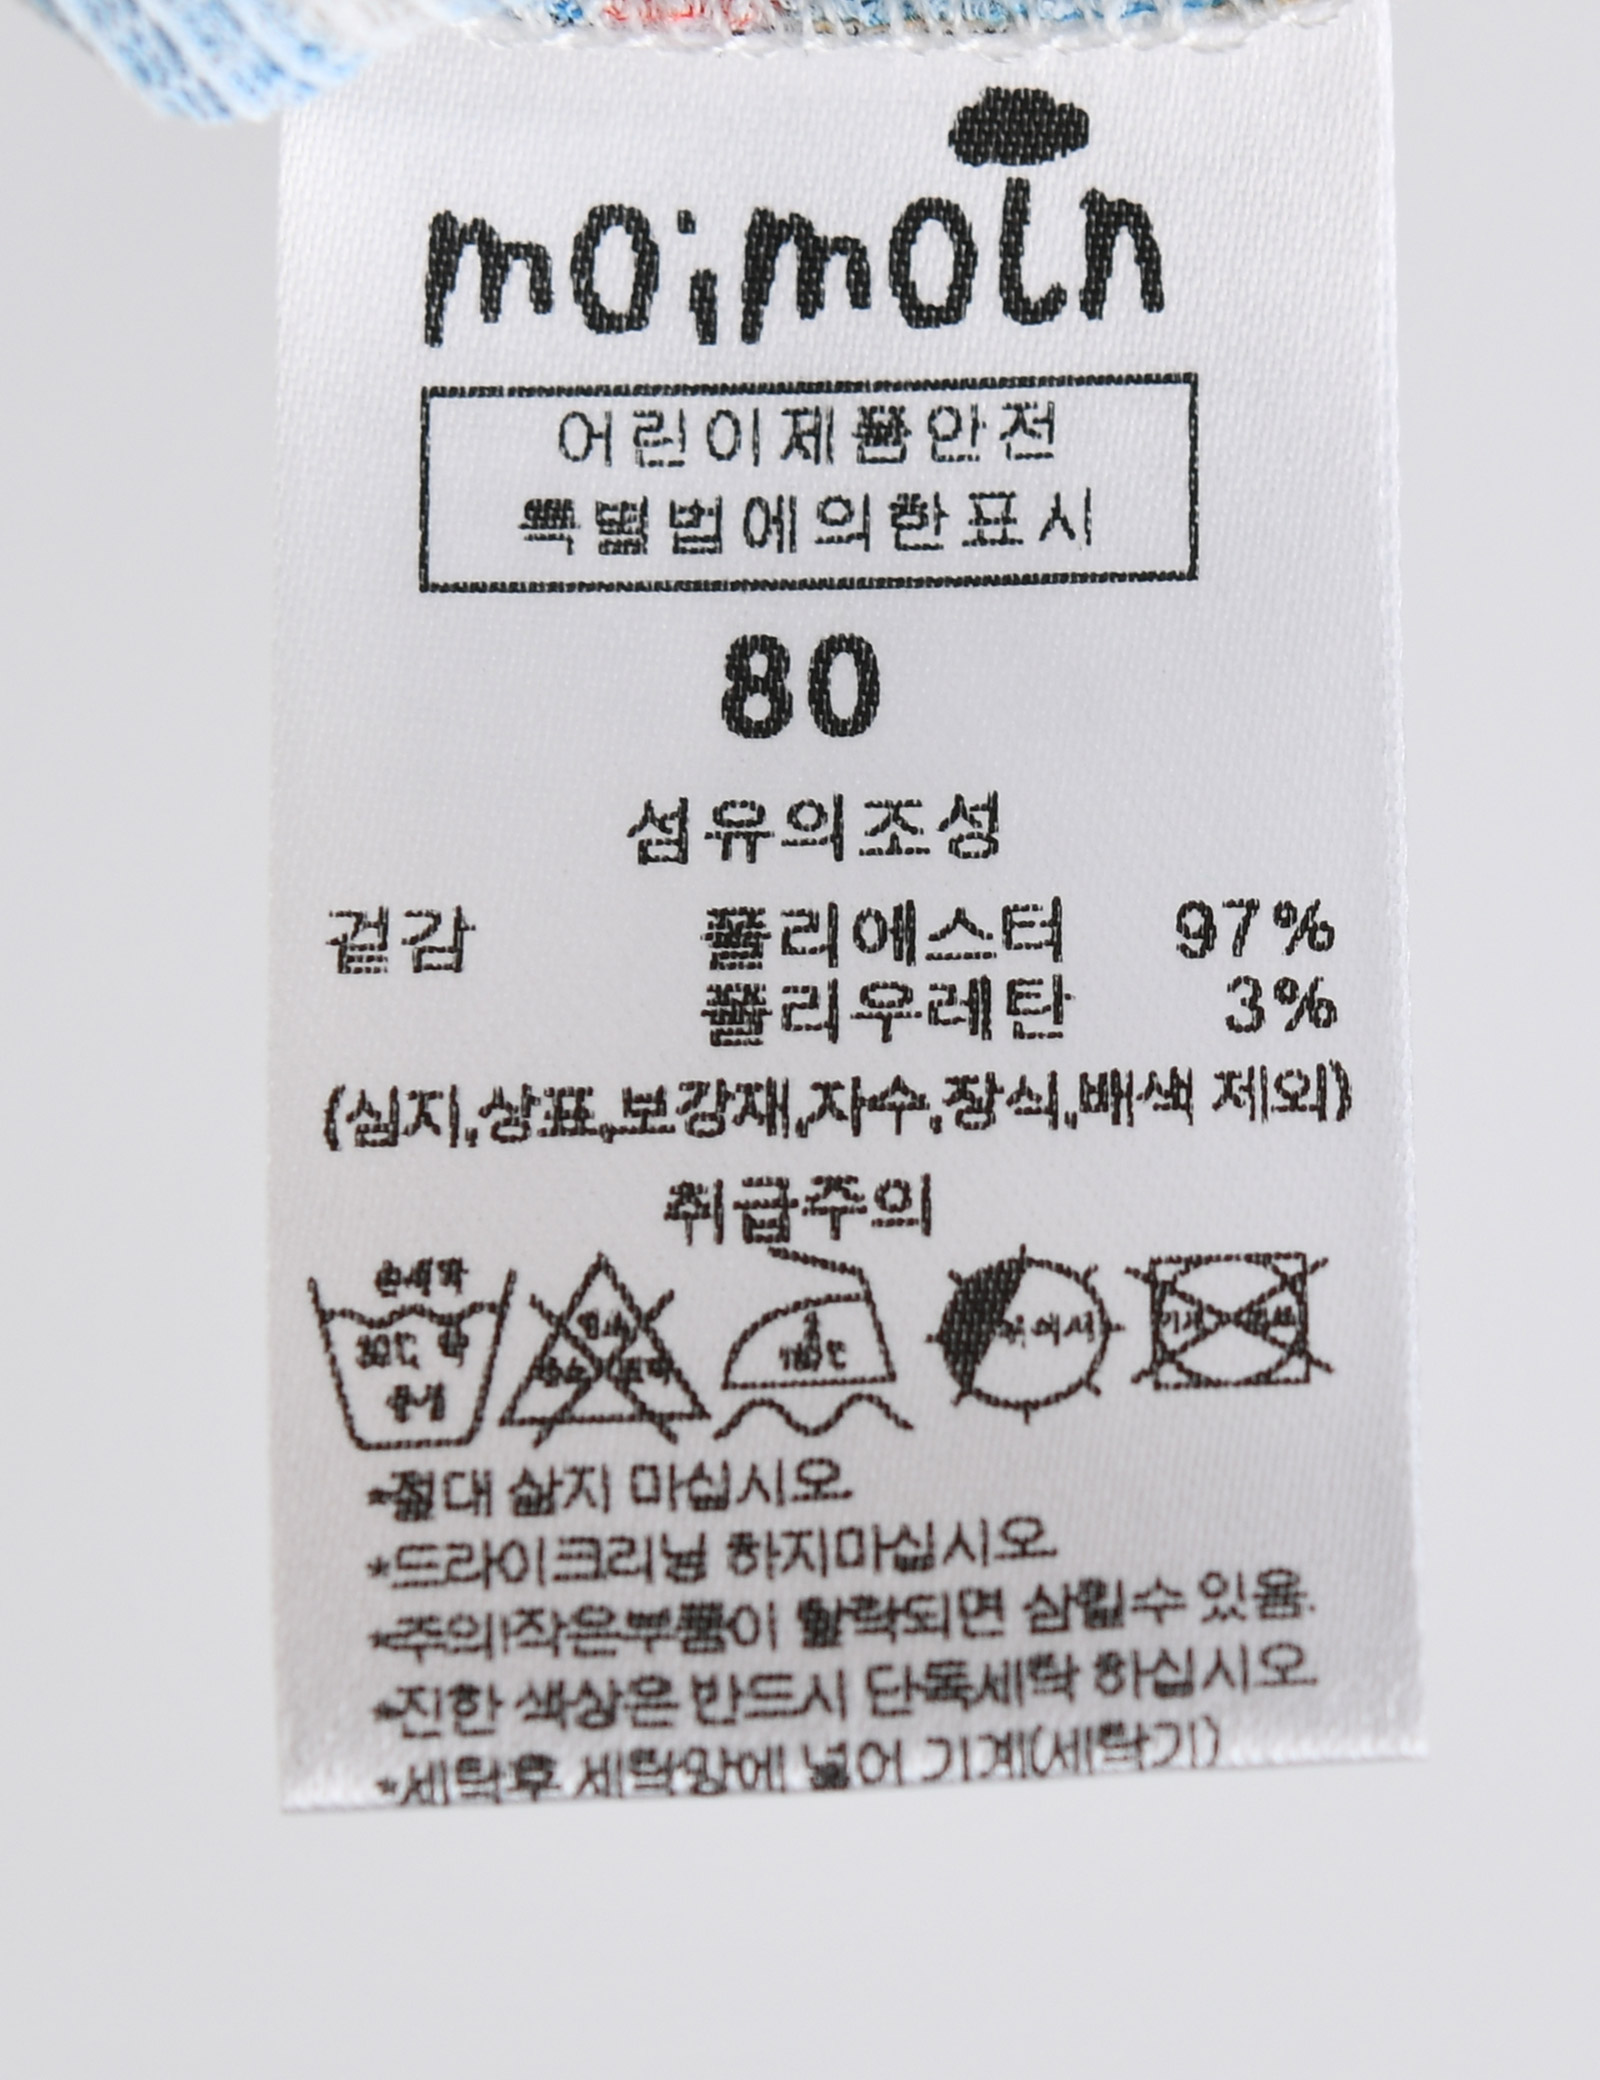 moimoln
어린이제품안전
특별법에의한표시
80
섬유의조성
겉감 폴리에스터 97%
폴리우레탄 3%
(심지,상표,보강재,자수,장식,배색 제외)
취급주의
손세탁
30℃ 약
중성
에서
*절대 삶지 마십시오.
*드라이크리닝 하지마십시오.
*주의!작은부품이 탈락되면 삼킬수 있음.
*진한 색상은 반드시 단독세탁 하십시오.
*세탁후 세탁망에 넣어 기계(세탁기)